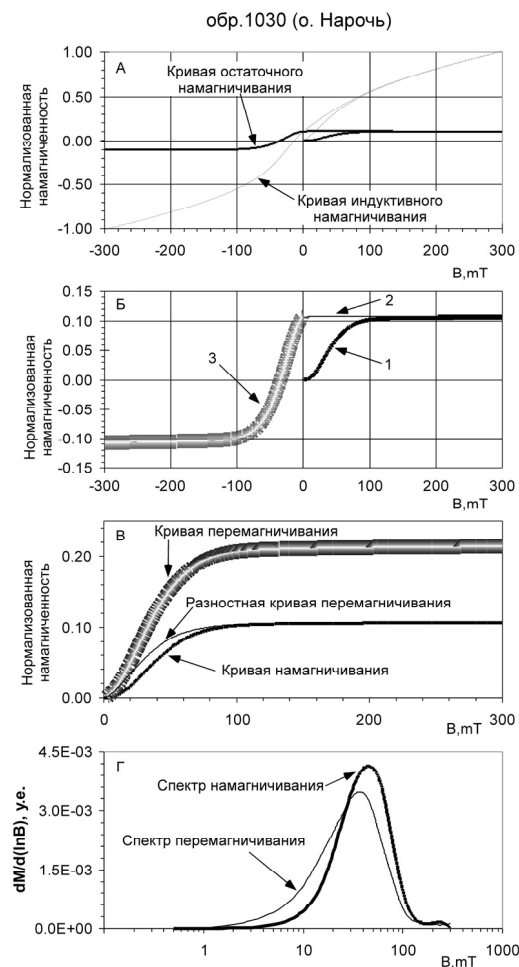 обр.1030 (о. Нарочь)
А
Кривая остаточного
намагничивания
Кривая индуктивного
намагничивания
Нормализованная
намагниченность
1.00
0.50
0.00
-0.50
-1.00
-300 -200 -100 0 100 200 300
В,mT
Б
2
3
1
Нормализованная
намагниченность
0.15
0.10
0.05
0.00
-0.05
-0.10
-0.15
-300 -200 -100 0 100 200 300
В,mT
В
Кривая перемагничивания
Разностная кривая перемагничивания
Кривая намагничивания
Нормализованная
намагниченность
0.20
0.10
0.00
0 100 200 300
В,mT
Г
Спектр намагничивания
Спектр перемагничивания
dM/d(lnB), у.е.
4.5E-03
3.0E-03
1.5E-03
0.0E+00
1 10 100 1000
В,mT